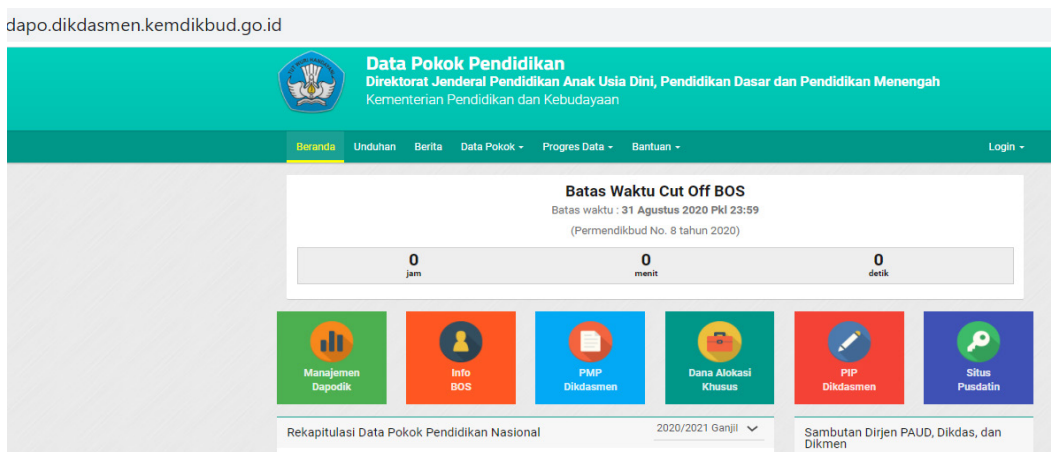 dapo.dikdasmen.kemdikbud.go.id
Data Pokok Pendidikan
Direktorat Jenderal Pendidikan Anak Usia Dini, Pendidikan Dasar dan Pendidikan Menengah
Kementerian Pendidikan dan Kebudayaan
Beranda Unduhan Berita Data Pokok Progres Data Bantuan Login
Batas Waktu Cut Off BOS
Batas waktu : 31 Agustus 2020 Pkl 23:59
(Permendikbud No. 8 tahun 2020)
0 0 0
jam menit detik
Manajemen
Dapodik
Info
BOS
PMP
Dikdasmen
Dana Alokasi
Khusus
PIP
Dikdasmen
Situs
Pusdatin
Rekapitulasi Data Pokok Pendidikan Nasional
2020/2021 Ganjil
Sambutan Dirjen PAUD, Dikdas, dan
Dikmen